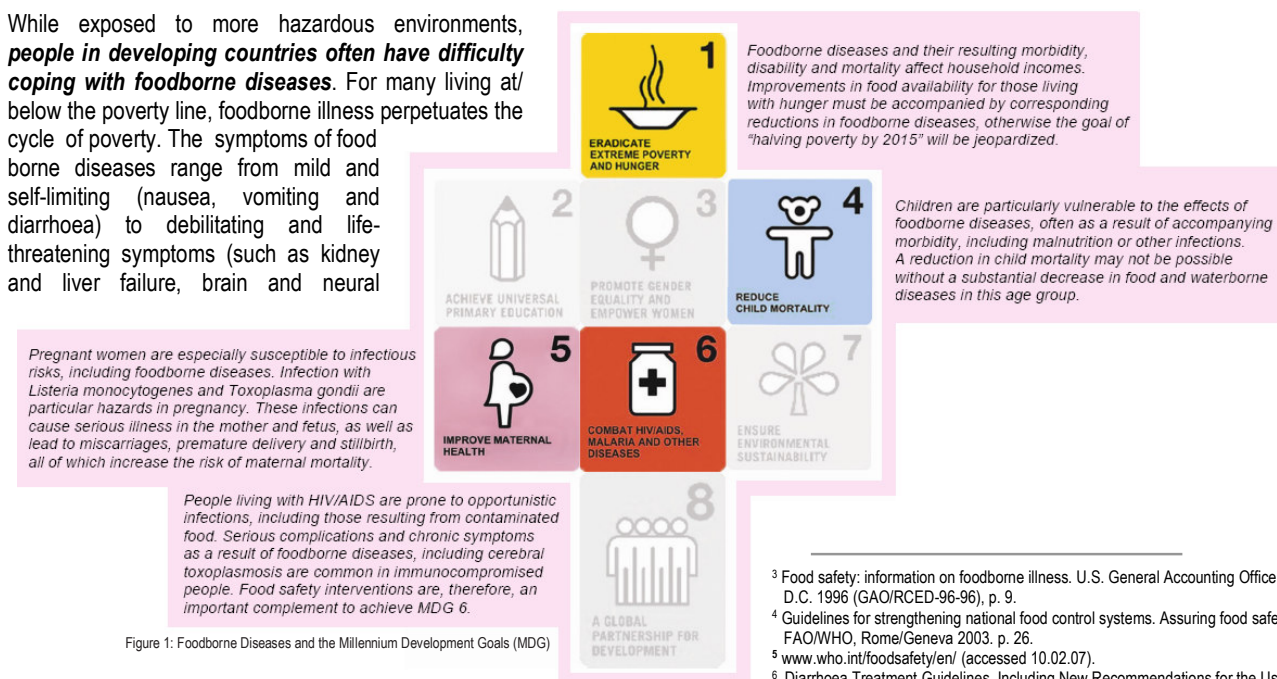 While exposed to more hazardous environments,
people in developing countries often have difficulty
coping with foodborne diseases. For many living at/
below the poverty line, foodborne illness perpetuates the
cycle of poverty. The symptoms of food
borne diseases range from mild and
self-limiting (nausea, vomiting and
diarrhoea) to debilitating and life-
threatening symptoms (such as kidney
and liver failure, brain and neural
1
ERADICATE
EXTREME POVERTY
AND HUNGER
Foodborne diseases and their resulting morbidity,
disability and mortality affect household incomes.
Improvements in food availability for those living
with hunger must be accompanied by corresponding
reductions in foodborne diseases, otherwise the goal of
"halving poverty by 2015" will be jeopardized.
2
ACHIEVE UNIVERSAL
PRIMARY EDUCATION
3
PROMOTE GENDER
EQUALITY AND
EMPOWER WOMEN
4
REDUCE
CHILD MORTALITY
Children are particularly vulnerable to the effects of
foodborne diseases, often as a result of accompanying
morbidity, including malnutrition or other infections.
A reduction in child mortality may not be possible
without a substantial decrease in food and waterborne
diseases in this age group.
Pregnant women are especially susceptible to infectious
risks, including foodborne diseases. Infection with
Listeria monocytogenes and Toxoplasma gondii are
particular hazards in pregnancy. These infections can
cause serious illness in the mother and fetus, as well as
lead to miscarriages, premature delivery and stillbirth,
all of which increase the risk of maternal mortality.
5
IMPROVE MATERNAL
HEALTH
6
COMBAT HIV/AIDS,
MALARIA AND OTHER
DISEASES
7
ENSURE
ENVIRONMENTAL
SUSTAINABILITY
People living with HIV/AIDS are prone to opportunistic
infections, including those resulting from contaminated
food. Serious complications and chronic symptoms
as a result of foodborne diseases, including cerebral
toxoplasmosis are common in immunocompromised
people. Food safety interventions are, therefore, an
important complement to achieve MDG 6.
8
A GLOBAL
PARTNERSHIP FOR
DEVELOPMENT
Figure 1: Foodborne Diseases and the Millennium Development Goals (MDG)
3 Food safety: information on foodborne illness. U.S. General Accounting Office
D.C. 1996 (GAO/RCED-96-96), p. 9.
4 Guidelines for strengthening national food control systems. Assuring food safe
FAO/WHO, Rome/Geneva 2003. p. 26.
5 www.who.int/foodsafety/en/ (accessed 10.02.07).
6 Diarrhoea Treatment Guidelines, Including New Recommendations for the Us